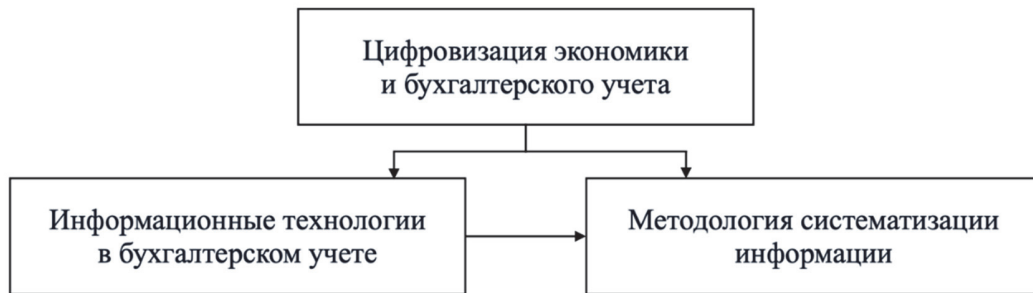 Цифровизация экономики
и бухгалтерского учета
Информационные технологии
в бухгалтерском учете
Методология систематизации
информации